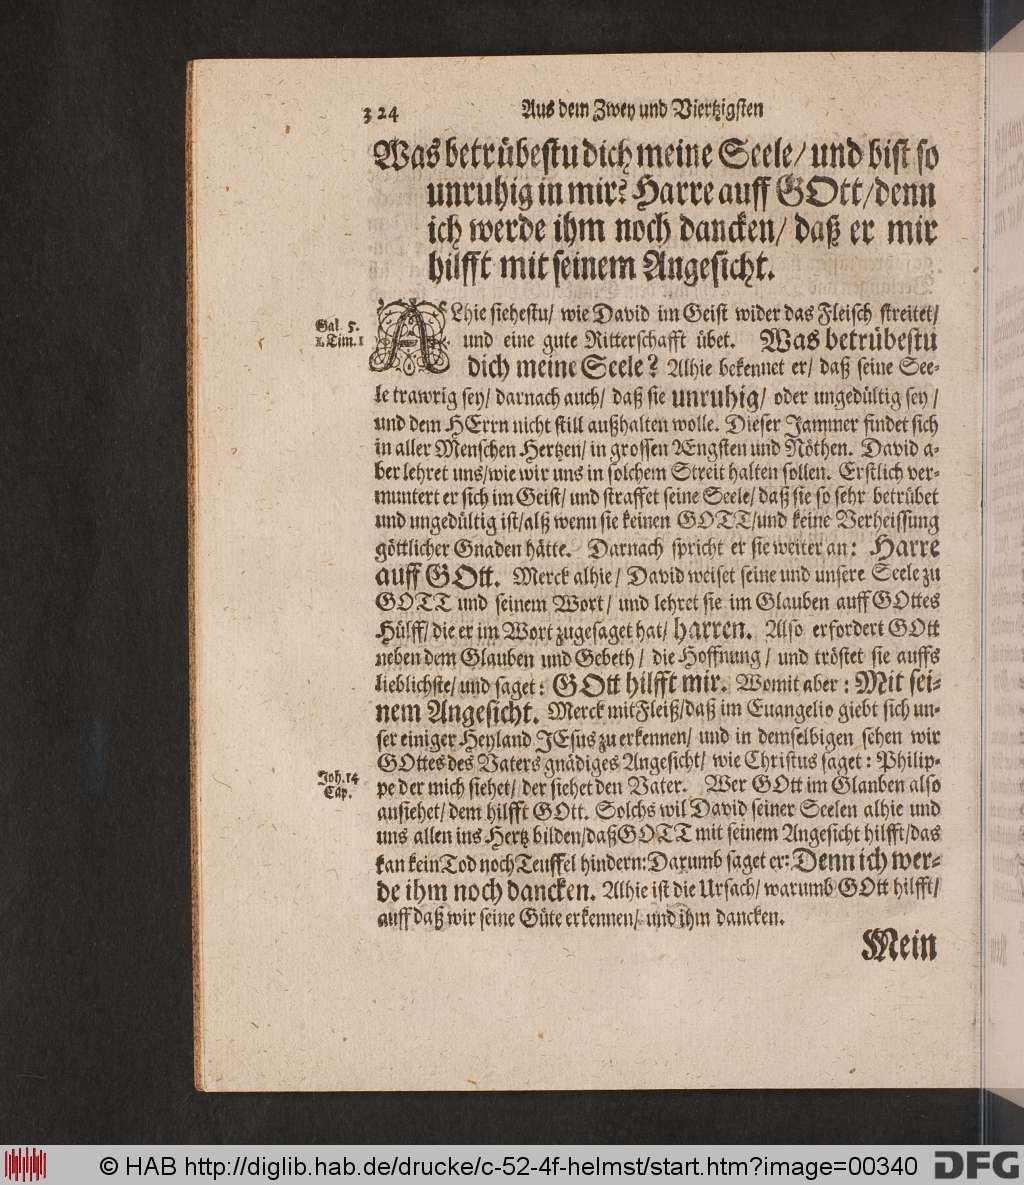 324
Aus dem Zwey und Viertzigsten
Was betrübestu dich meine Seele/ und bist so
unruhig in mir? Harre auff GOtt/ denn
ich werde ihm noch dancken/ daß er mir
hilfft mit seinem Angesicht.
Gal. 5.
1. Tim. 1
ALhie siehestu/ wie David im Geist wider das Fleisch streitet/
und eine gute Ritterschafft übet. Was betrübestu
dich meine Seele? Alhie bekennet er/ daß seine See-
le trawrig sey/ darnach auch/ daß sie unruhig/ oder ungedültig sey/
und dem HErrn nicht still außhalten wolle. Dieser Jammer findet sich
in aller Menschen Hertzen/ in grossen Ængsten und Nöthen. David a-
ber lehret uns/ wie wir uns in solchem Streit halten sollen. Erstlich ver-
muntert er sich im Geist/ und straffet seine Seele/ daß sie so sehr betrübet
und ungedültig ist/ alß wenn sie keinen GOTT/ und keine Verheissung
göttlicher Gnaden hätte. Darnach spricht er sie weiter an: Harre
auff GOtt. Merck alhie/ David weiset seine und unsere Seele zu
GOTT und seinem Wort/ und lehret sie im Glauben auff GOttes
Hülff/ die er im Wort zugesaget hat/ harren. Also erfordert GOtt
neben dem Glauben und Gebeth/ die Hoffnung/ und tröstet sie auffs
lieblichste/ und saget: GOtt hilfft mir. Womit aber: Mit sei-
nem Angesicht. Merck mit Fleiß/ daß im Euangelio giebt sich un-
ser einiger Heyland JEsus zu erkennen/ und in demselbigen sehen wir
GOttes des Vaters gnädiges Angesicht/ wie Christus saget: Philip-
Joh. 14
Cap.
pe der mich siehet/ der siehet den Vater. Wer GOtt im Glauben also
ansiehet/ dem hilfft GOtt. Solchs wil David seiner Seelen alhie und
uns allen ins Hertz bilden/ daß GOTT mit seinem Angesicht hilfft/ das
kan kein Tod noch Teuffel hindern: Darumb saget er: Denn ich wer-
de ihm noch dancken. Alhie ist die Ursach/ warumb GOtt hilfft/
auff daß wir seine Güte erkennen/ und ihm dancken.
Mein
© HAB http://diglib.hab.de/drucke/c-52-4f-helmst/start.htm?image=00340
DFG